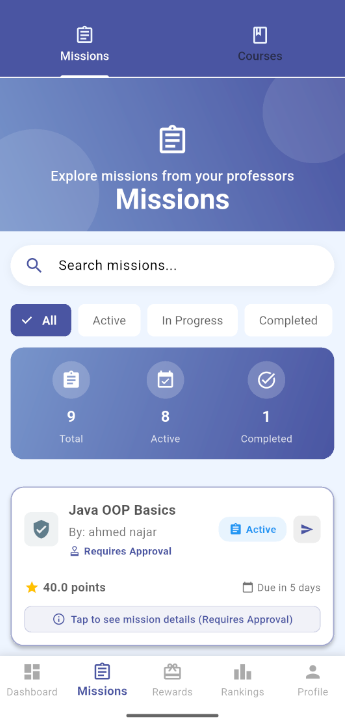 Missions Courses
Explore missions from your professors
Missions
Search missions...
All Active In Progress Completed
9 8 1
Total Active Completed
Java OOP Basics
By: ahmed najar
Active
Requires Approval
40.0 points Due in 5 days
Tap to see mission details (Requires Approval)
Dashboard Missions Rewards Rankings Profile